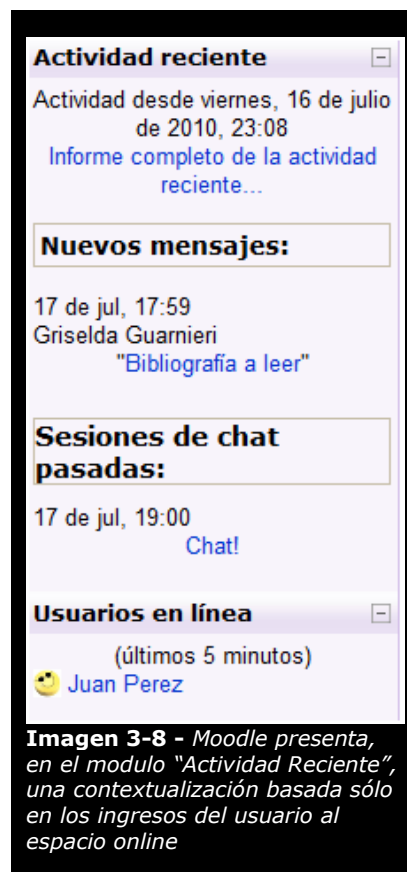 Actividad reciente
Actividad desde viernes, 16 de julio
de 2010, 23:08
Informe completo de la actividad
reciente...
Nuevos mensajes:
17 de jul, 17:59
Griselda Guarnieri
"Bibliografía a leer"
Sesiones de chat
pasadas:
17 de jul, 19:00
Chat!
Usuarios en línea
(últimos 5 minutos)
Juan Perez
Imagen 3-8 - Moodle presenta,
en el modulo “Actividad Reciente”,
una contextualización basada sólo
en los ingresos del usuario al
espacio online